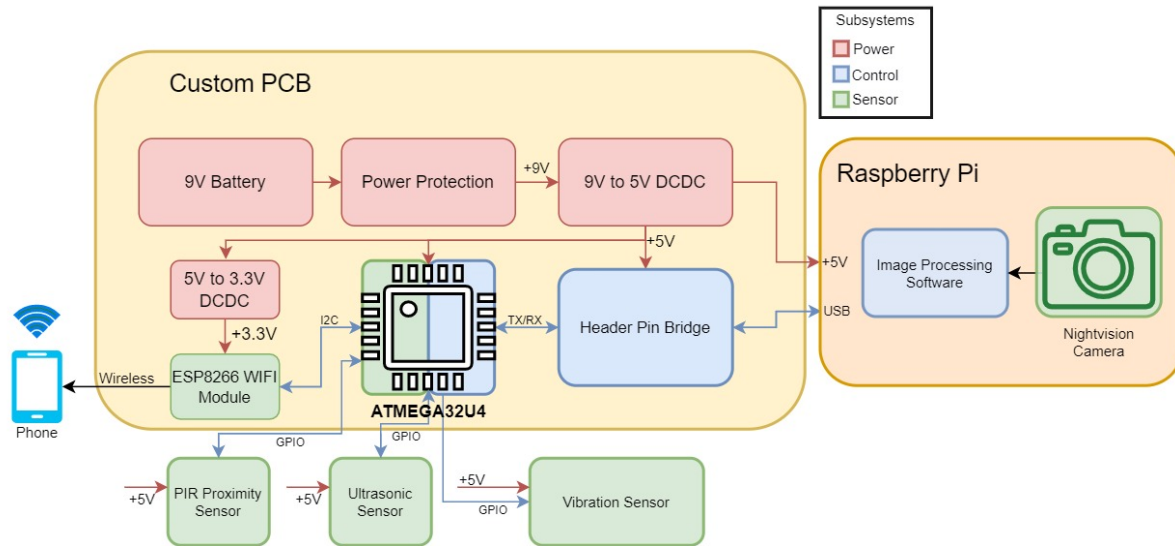 Subsystems
Power
Control
Sensor
Custom PCB
9V Battery
Power Protection
+9V
9V to 5V DCDC
Raspberry Pi
+5V
5V to 3.3V
DCDC
+5V
Image Processing
Software
I2C
TX/RX
Header Pin Bridge
USB
+3.3V
Nightvision
Camera
Wireless
ESP8266 WIFI
Module
ATMEGA32U4
Phone
GPIO
GPIO
+5V
PIR Proximity
Sensor
+5V
Ultrasonic
Sensor
+5V
GPIO
Vibration Sensor